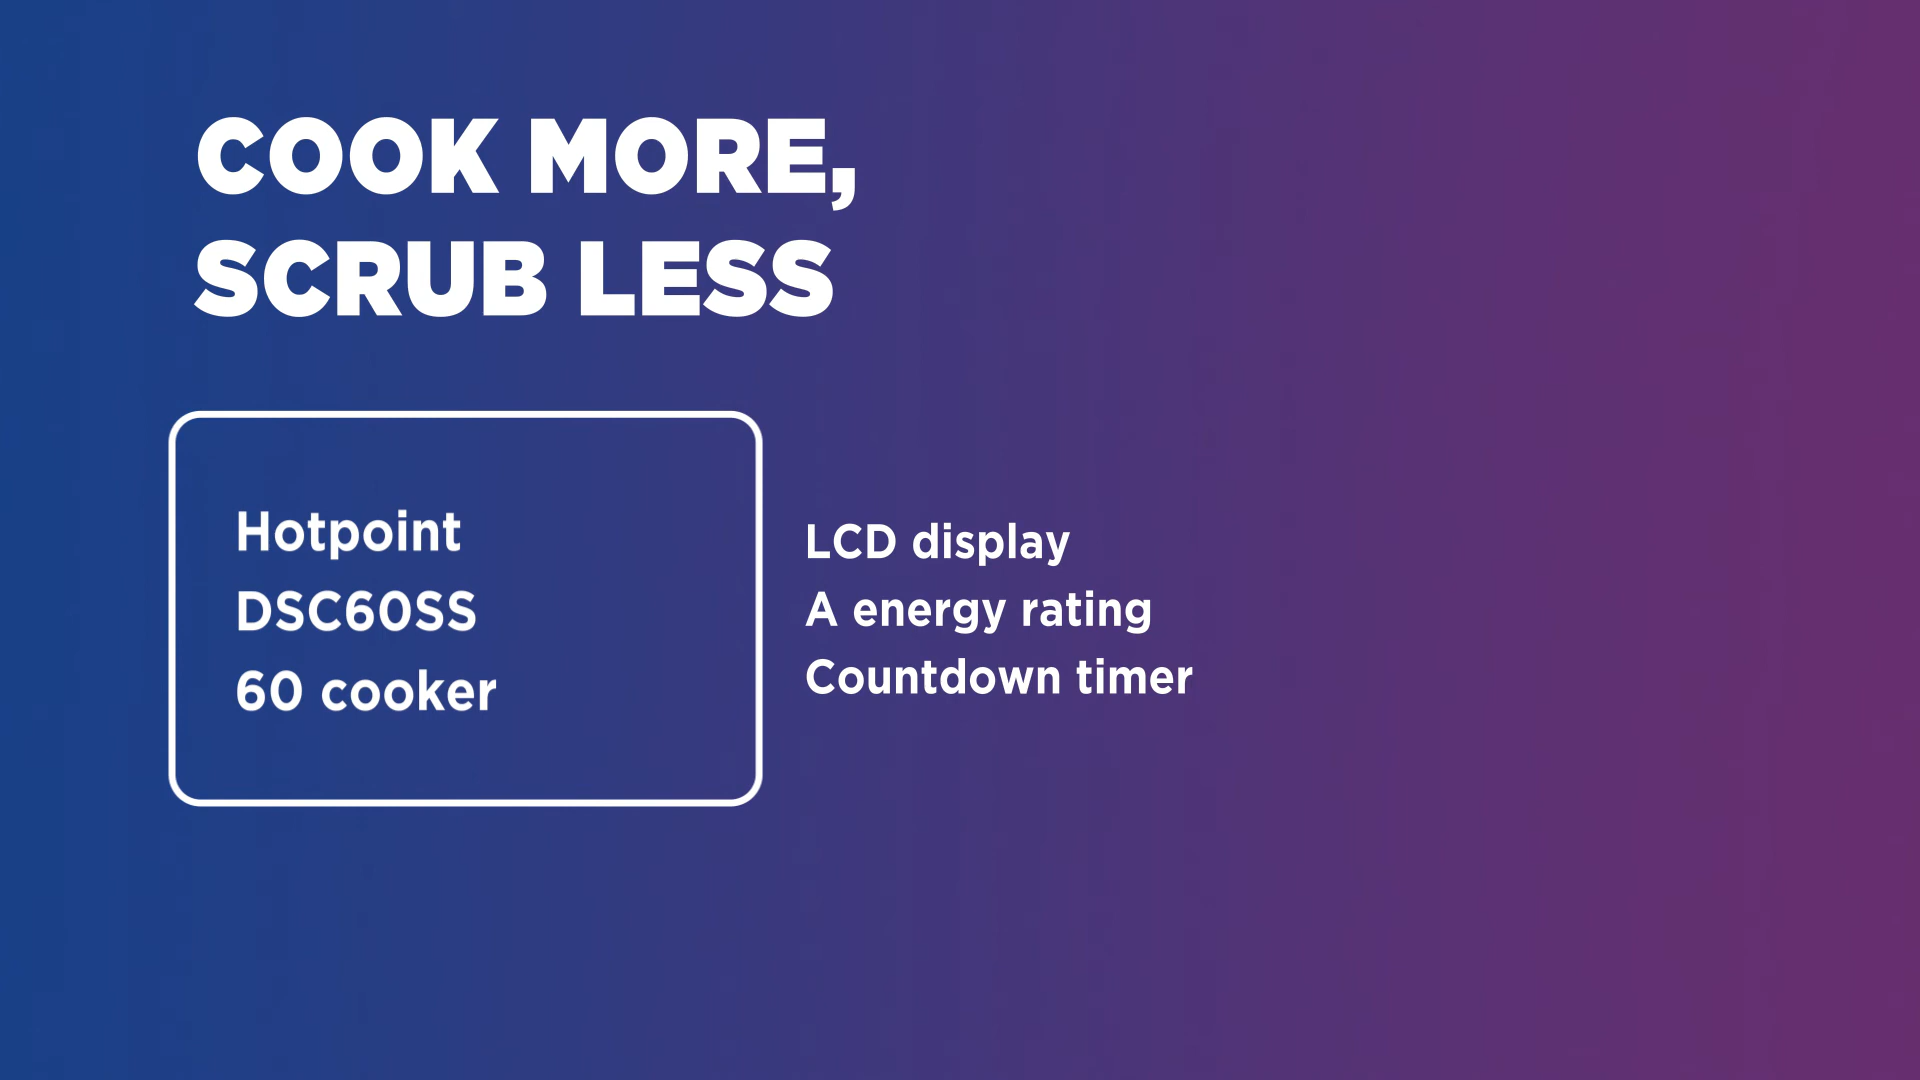 COOK MORE,
SCRUB LESS
Hotpoint
DSC60SS
60 cooker
LCD display
A energy rating
Countdown timer